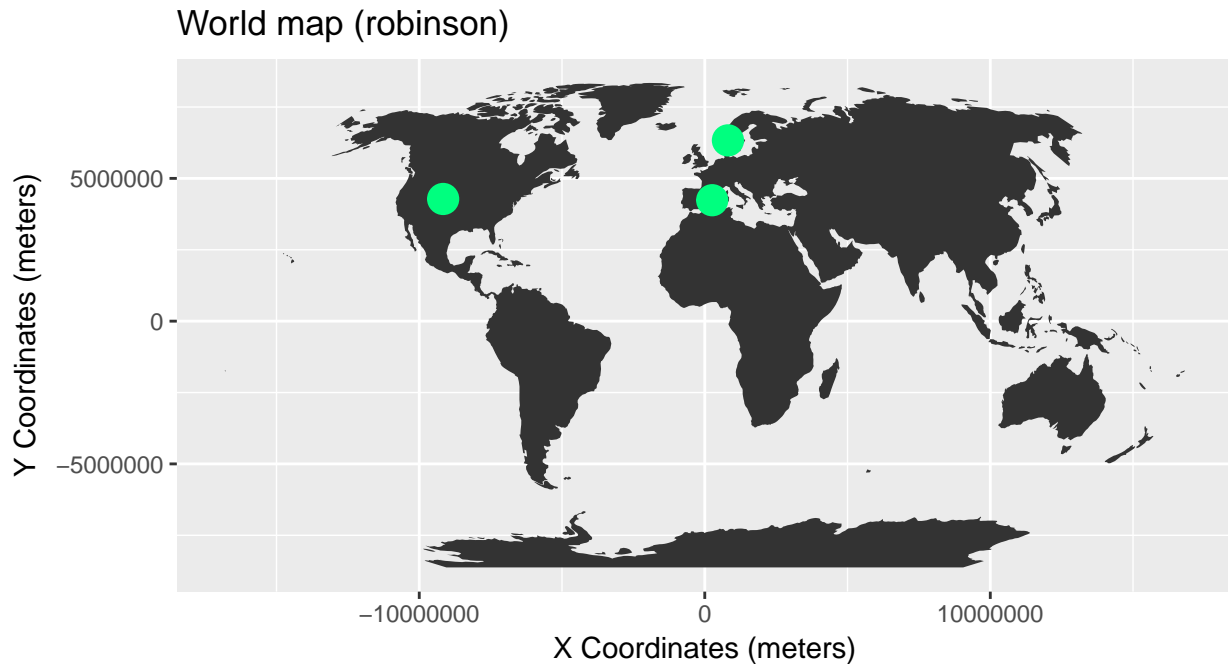 World map (robinson)
Y Coordinates (meters)
5000000
0
−5000000
−10000000
0
10000000
X Coordinates (meters)